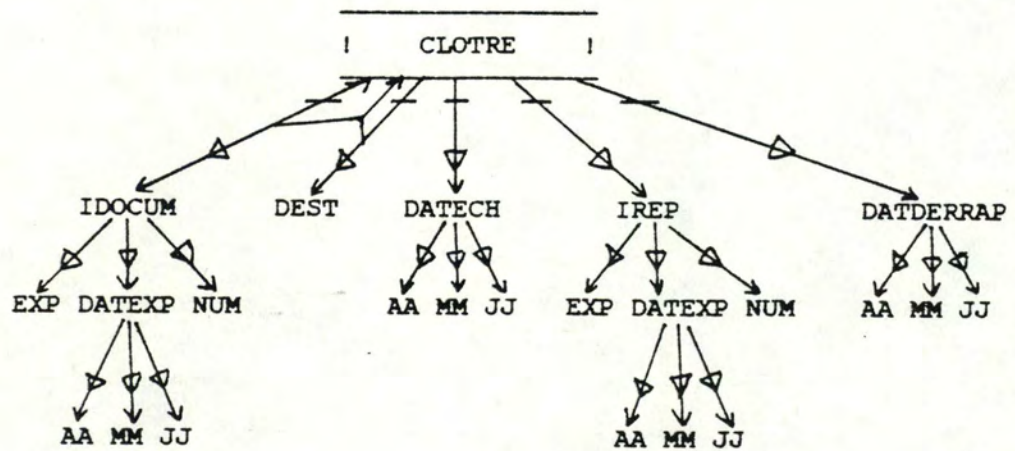 ! CLOTRE !
IDOCUM DEST DATECH IREP DATDERRAP
EXP DATEXP NUM AA MM JJ EXP DATEXP NUM AA MM JJ
AA MM JJ AA MM JJ